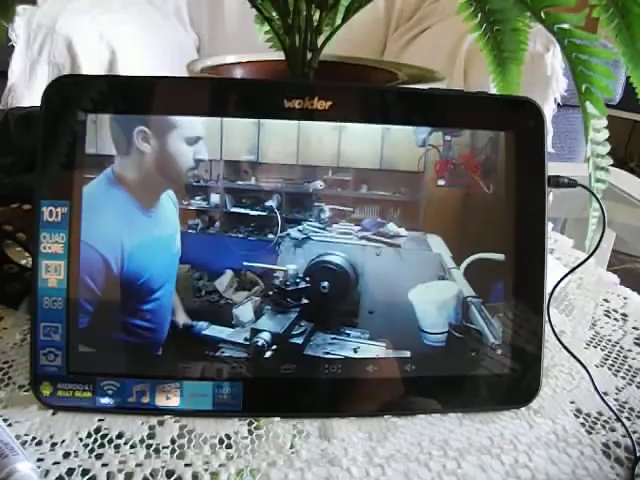 wolder
10.1"
QUAD
CORE
8GB
ANDROID 4.1
JELLY BEAN